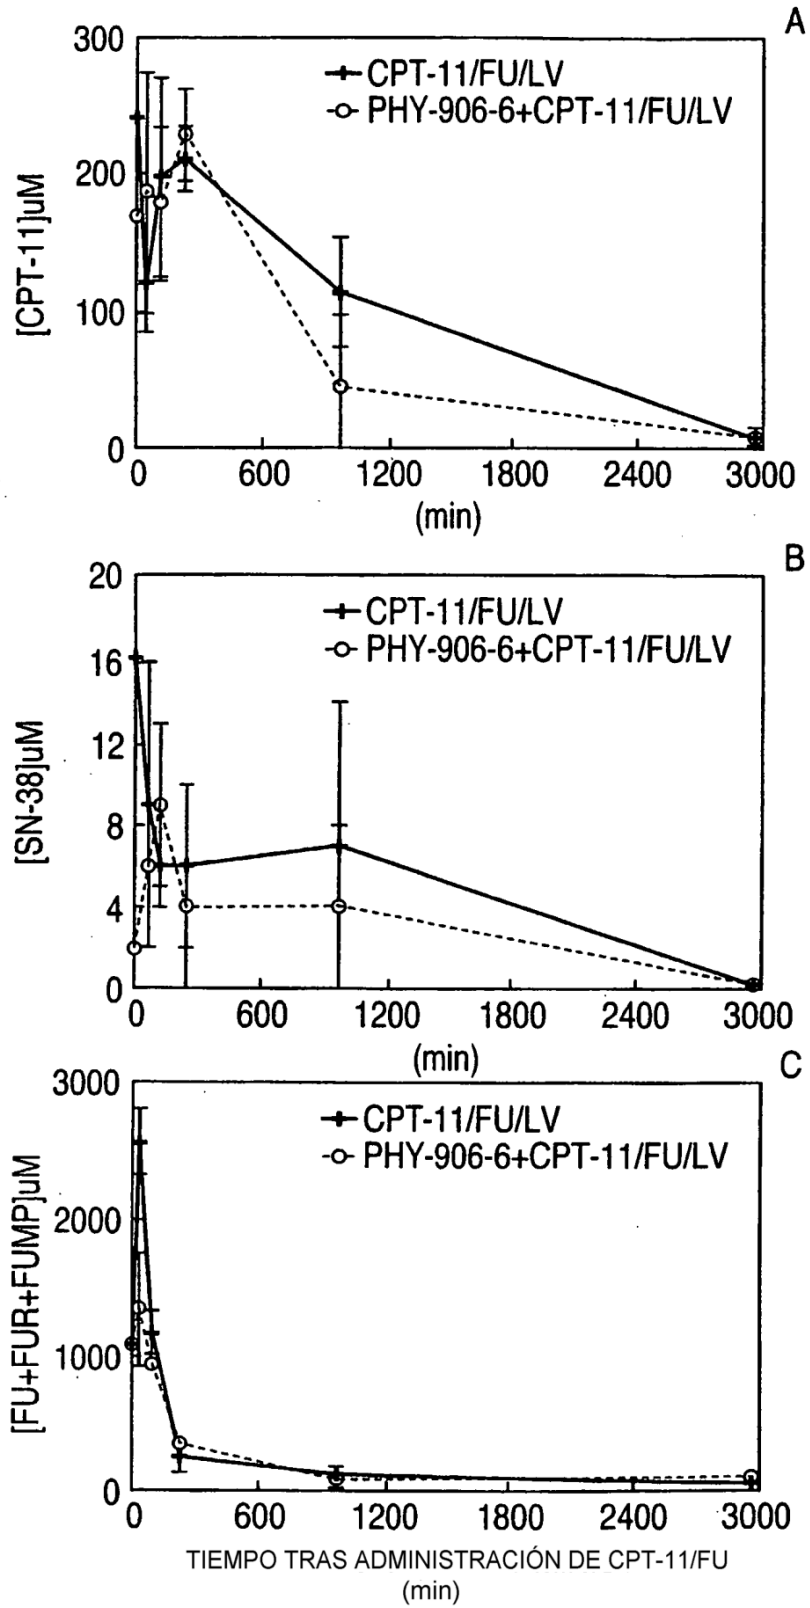 A
300
200
100
0
[CPT-11]uM
CPT-11/FU/LV
PHY-906-6+CPT-11/FU/LV
0 600 1200 1800 2400 3000
(min)
B
20
16
12
8
4
0
[SN-38]uM
CPT-11/FU/LV
PHY-906-6+CPT-11/FU/LV
0 600 1200 1800 2400 3000
(min)
C
3000
2000
1000
0
[FU+FUR+FUMP]uM
CPT-11/FU/LV
PHY-906-6+CPT-11/FU/LV
0 600 1200 1800 2400 3000
TIEMPO TRAS ADMINISTRACIÓN DE CPT-11/FU
(min)